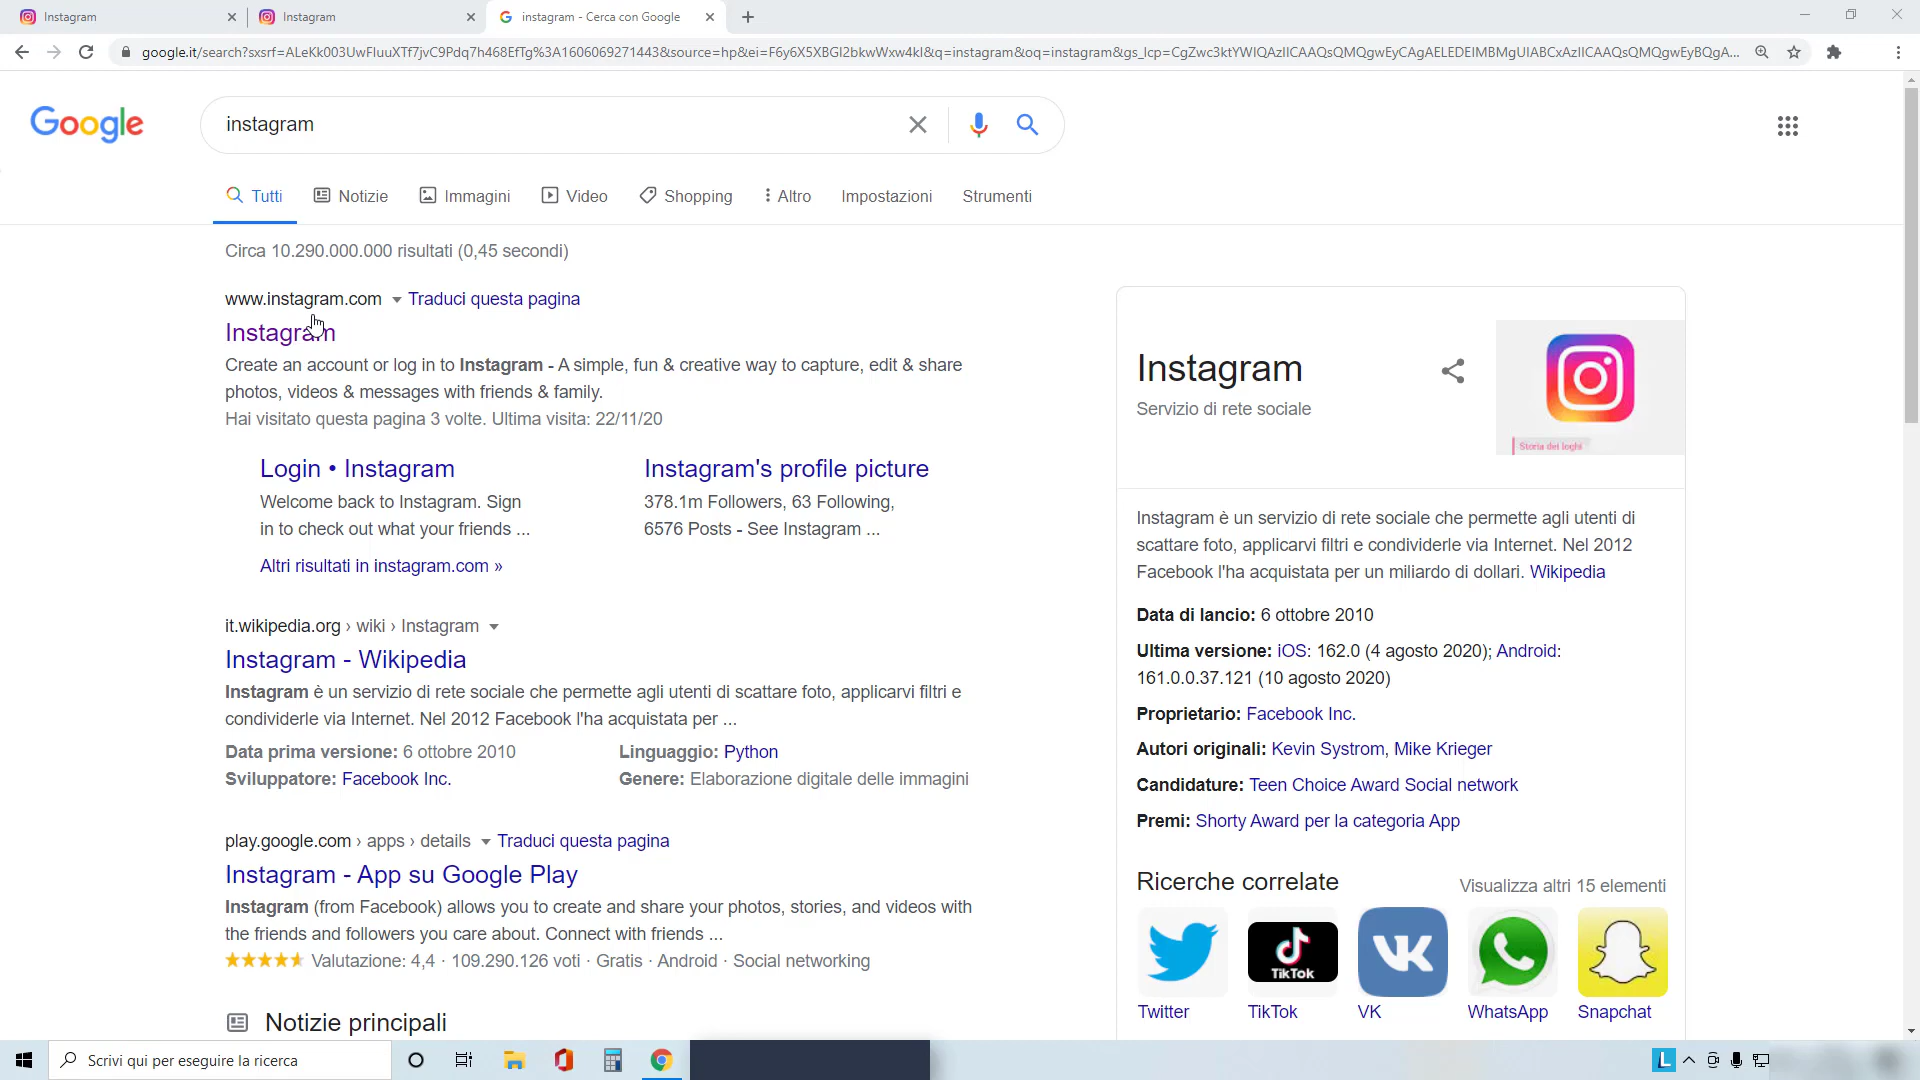 Instagram
Instagram
instagram - Cerca con Google
google.it/search?sxsrf=ALeKk003UwFIuuXTf7jvC9Pdq7h468EfTg%3A1606069271443&source=hp&ei=F6y6X5XBGI2bkwWxw4kI&q=instagram&oq=instagram&gs_lcp=CgZwc3ktYWIQAzIICAAQsQMQgwEyCAgAELEDEIMBMgUIABCxAzIICAAQsQMQgwEyBQgA...
Google
instagram
Tutti
Notizie
Immagini
Video
Shopping
Altro
Impostazioni
Strumenti
Circa 10.290.000.000 risultati (0,45 secondi)
www.instagram.com Traduci questa pagina
Instagram
Create an account or log in to Instagram - A simple, fun & creative way to capture, edit & share
photos, videos & messages with friends & family.
Hai visitato questa pagina 3 volte. Ultima visita: 22/11/20
Login • Instagram
Welcome back to Instagram. Sign
in to check out what your friends ...
Instagram's profile picture
378.1m Followers, 63 Following,
6576 Posts - See Instagram ...
Altri risultati in instagram.com »
it.wikipedia.org › wiki › Instagram
Instagram - Wikipedia
Instagram è un servizio di rete sociale che permette agli utenti di scattare foto, applicarvi filtri e
condividerle via Internet. Nel 2012 Facebook l'ha acquistata per ...
Data prima versione: 6 ottobre 2010
Linguaggio: Python
Sviluppatore: Facebook Inc.
Genere: Elaborazione digitale delle immagini
play.google.com › apps › details Traduci questa pagina
Instagram - App su Google Play
Instagram (from Facebook) allows you to create and share your photos, stories, and videos with
the friends and followers you care about. Connect with friends ...
Valutazione: 4,4 · 109.290.126 voti · Gratis · Android · Social networking
Notizie principali
Instagram
Servizio di rete sociale
Storia dei loghi
Instagram è un servizio di rete sociale che permette agli utenti di
scattare foto, applicarvi filtri e condividerle via Internet. Nel 2012
Facebook l'ha acquistata per un miliardo di dollari. Wikipedia
Data di lancio: 6 ottobre 2010
Ultima versione: iOS: 162.0 (4 agosto 2020); Android:
161.0.0.37.121 (10 agosto 2020)
Proprietario: Facebook Inc.
Autori originali: Kevin Systrom, Mike Krieger
Candidature: Teen Choice Award Social network
Premi: Shorty Award per la categoria App
Ricerche correlate
Visualizza altri 15 elementi
TikTok
Twitter
TikTok
VK
WhatsApp
Snapchat
Scrivi qui per eseguire la ricerca
L